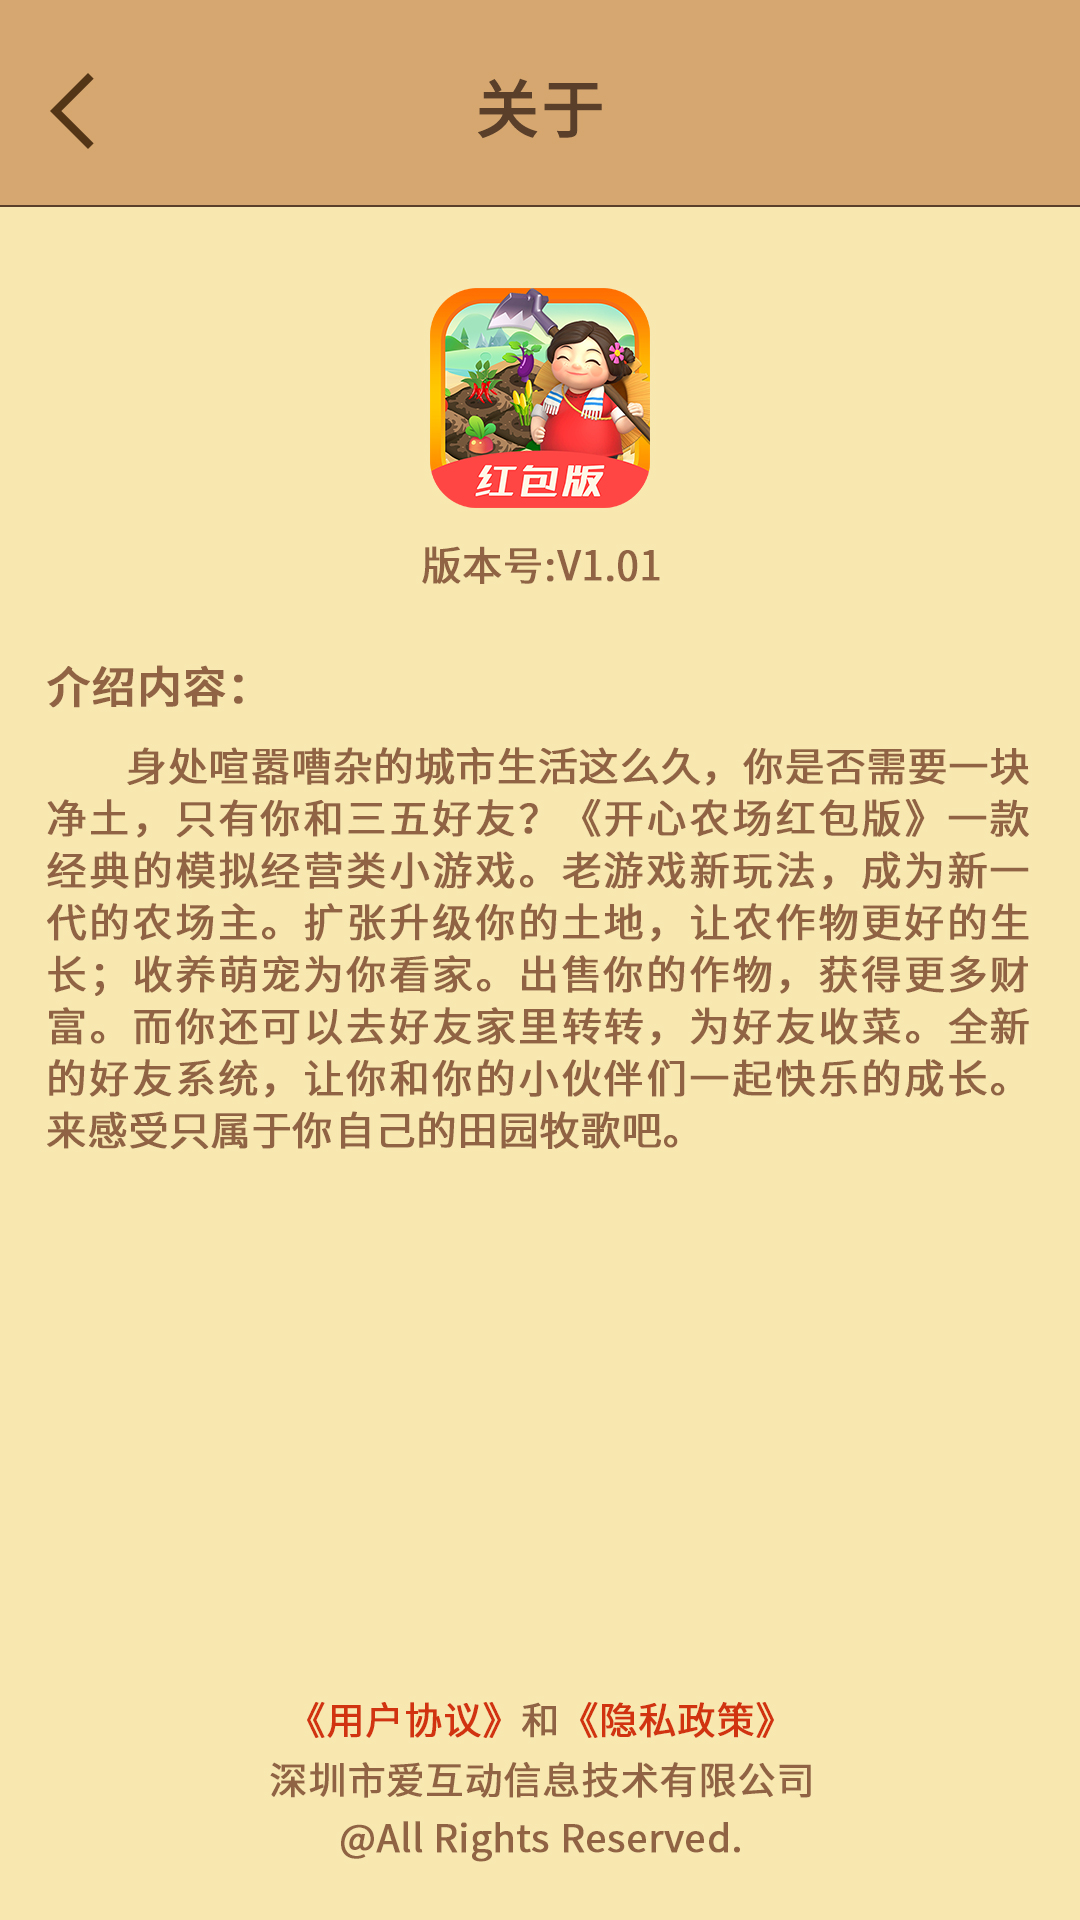 关于
红包版
版本号:V1.01
介绍内容：
身处喧嚣嘈杂的城市生活这么久，你是否需要一块
净土，只有你和三五好友？《开心农场红包版》一款
经典的模拟经营类小游戏。老游戏新玩法，成为新一
代的农场主。扩张升级你的土地，让农作物更好的生
长；收养萌宠为你看家。出售你的作物，获得更多财
富。而你还可以去好友家里转转，为好友收菜。全新
的好友系统，让你和你的小伙伴们一起快乐的成长。
来感受只属于你自己的田园牧歌吧。
《用户协议》和《隐私政策》
深圳市爱互动信息技术有限公司
@All Rights Reserved.